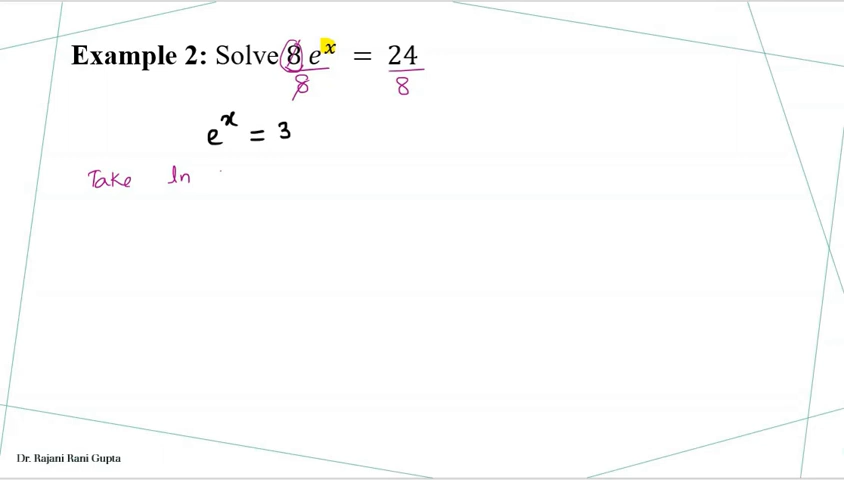 Example 2: Solve 8 e^x = 24
8 8
e^x = 3
Take ln
Dr. Rajani Rani Gupta